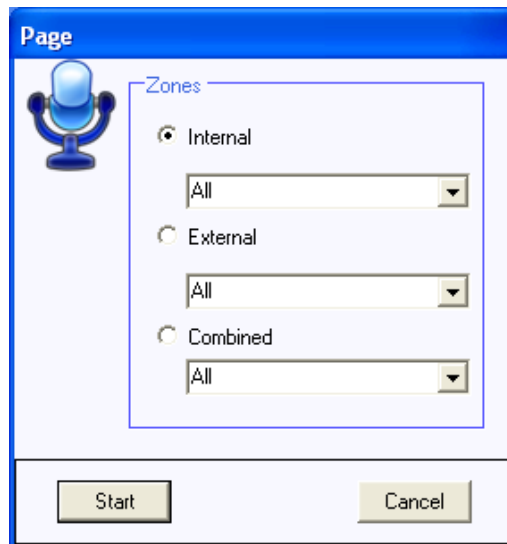 Page
Zones
Internal
All
External
All
Combined
All
Start Cancel